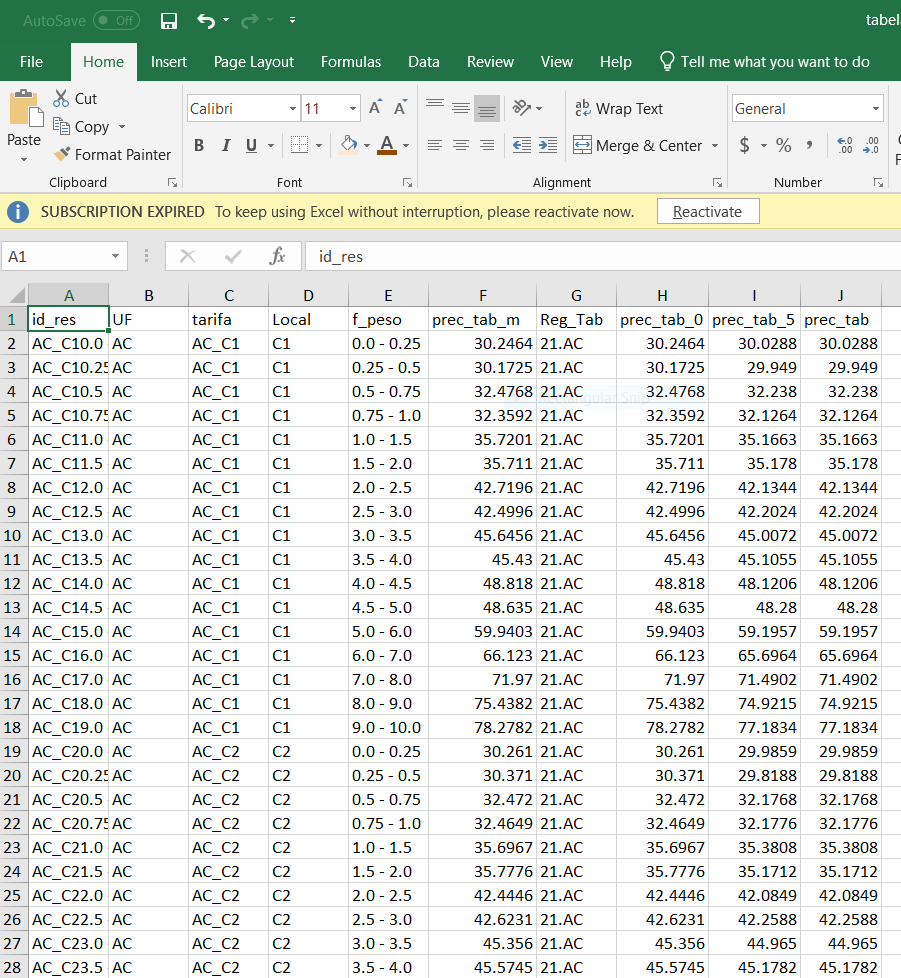 AutoSave Off tabela
File Home Insert Page Layout Formulas Data Review View Help Tell me what you want to do
Paste Cut Copy Format Painter Clipboard
Calibri 11 A A B I U A Font
ab Wrap Text Merge & Center Alignment
General $ % , Number
SUBSCRIPTION EXPIRED To keep using Excel without interruption, please reactivate now. Reactivate
A1 fx id_res
A B C D E F G H I J
1 id_res UF tarifa Local f_peso prec_tab_m Reg_Tab prec_tab_0 prec_tab_5 prec_tab
2 AC_C10.0 AC AC_C1 C1 0.0 - 0.25 30.2464 21.AC 30.2464 30.0288 30.0288
3 AC_C10.25 AC AC_C1 C1 0.25 - 0.5 30.1725 21.AC 30.1725 29.949 29.949
4 AC_C10.5 AC AC_C1 C1 0.5 - 0.75 32.4768 21.AC 32.4768 32.238 32.238
5 AC_C10.75 AC AC_C1 C1 0.75 - 1.0 32.3592 21.AC 32.3592 32.1264 32.1264
6 AC_C11.0 AC AC_C1 C1 1.0 - 1.5 35.7201 21.AC 35.7201 35.1663 35.1663
7 AC_C11.5 AC AC_C1 C1 1.5 - 2.0 35.711 21.AC 35.711 35.178 35.178
8 AC_C12.0 AC AC_C1 C1 2.0 - 2.5 42.7196 21.AC 42.7196 42.1344 42.1344
9 AC_C12.5 AC AC_C1 C1 2.5 - 3.0 42.4996 21.AC 42.4996 42.2024 42.2024
10 AC_C13.0 AC AC_C1 C1 3.0 - 3.5 45.6456 21.AC 45.6456 45.0072 45.0072
11 AC_C13.5 AC AC_C1 C1 3.5 - 4.0 45.43 21.AC 45.43 45.1055 45.1055
12 AC_C14.0 AC AC_C1 C1 4.0 - 4.5 48.818 21.AC 48.818 48.1206 48.1206
13 AC_C14.5 AC AC_C1 C1 4.5 - 5.0 48.635 21.AC 48.635 48.28 48.28
14 AC_C15.0 AC AC_C1 C1 5.0 - 6.0 59.9403 21.AC 59.9403 59.1957 59.1957
15 AC_C16.0 AC AC_C1 C1 6.0 - 7.0 66.123 21.AC 66.123 65.6964 65.6964
16 AC_C17.0 AC AC_C1 C1 7.0 - 8.0 71.97 21.AC 71.97 71.4902 71.4902
17 AC_C18.0 AC AC_C1 C1 8.0 - 9.0 75.4382 21.AC 75.4382 74.9215 74.9215
18 AC_C19.0 AC AC_C1 C1 9.0 - 10.0 78.2782 21.AC 78.2782 77.1834 77.1834
19 AC_C20.0 AC AC_C2 C2 0.0 - 0.25 30.261 21.AC 30.261 29.9859 29.9859
20 AC_C20.25 AC AC_C2 C2 0.25 - 0.5 30.371 21.AC 30.371 29.8188 29.8188
21 AC_C20.5 AC AC_C2 C2 0.5 - 0.75 32.472 21.AC 32.472 32.1768 32.1768
22 AC_C20.75 AC AC_C2 C2 0.75 - 1.0 32.4649 21.AC 32.4649 32.1776 32.1776
23 AC_C21.0 AC AC_C2 C2 1.0 - 1.5 35.6967 21.AC 35.6967 35.3808 35.3808
24 AC_C21.5 AC AC_C2 C2 1.5 - 2.0 35.7776 21.AC 35.7776 35.1712 35.1712
25 AC_C22.0 AC AC_C2 C2 2.0 - 2.5 42.4446 21.AC 42.4446 42.0849 42.0849
26 AC_C22.5 AC AC_C2 C2 2.5 - 3.0 42.6231 21.AC 42.6231 42.2588 42.2588
27 AC_C23.0 AC AC_C2 C2 3.0 - 3.5 45.356 21.AC 45.356 44.965 44.965
28 AC_C23.5 AC AC_C2 C2 3.5 - 4.0 45.5745 21.AC 45.5745 45.1782 45.1782